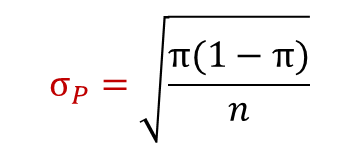 σ_P = √(π(1 − π)/n)